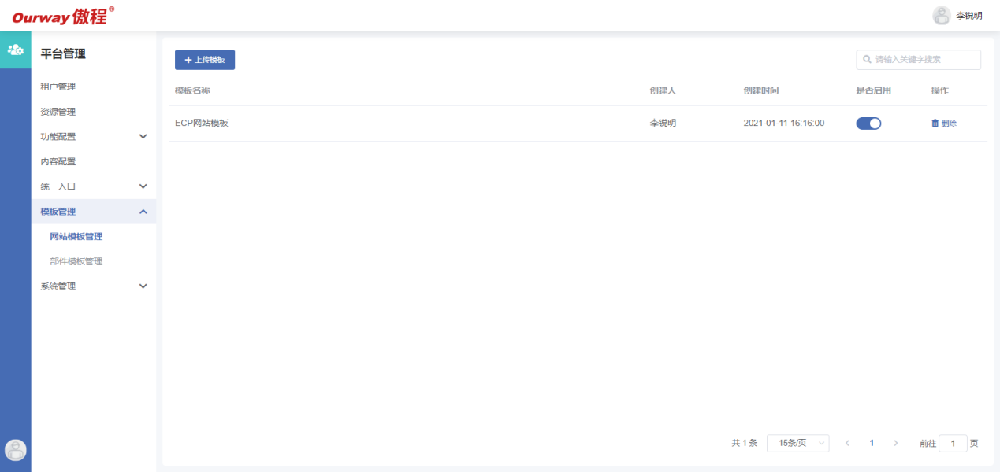 Ourway 傲程®
李锐明
平台管理
租户管理
资源管理
功能配置
内容配置
统一入口
模板管理
网站模板管理
部件模板管理
系统管理
上传模板
请输入关键字搜索
模板名称 创建人 创建时间 是否启用 操作
ECP网站模板 李锐明 2021-01-11 16:16:00 删除
共 1 条 15条/页 1 前往 1 页